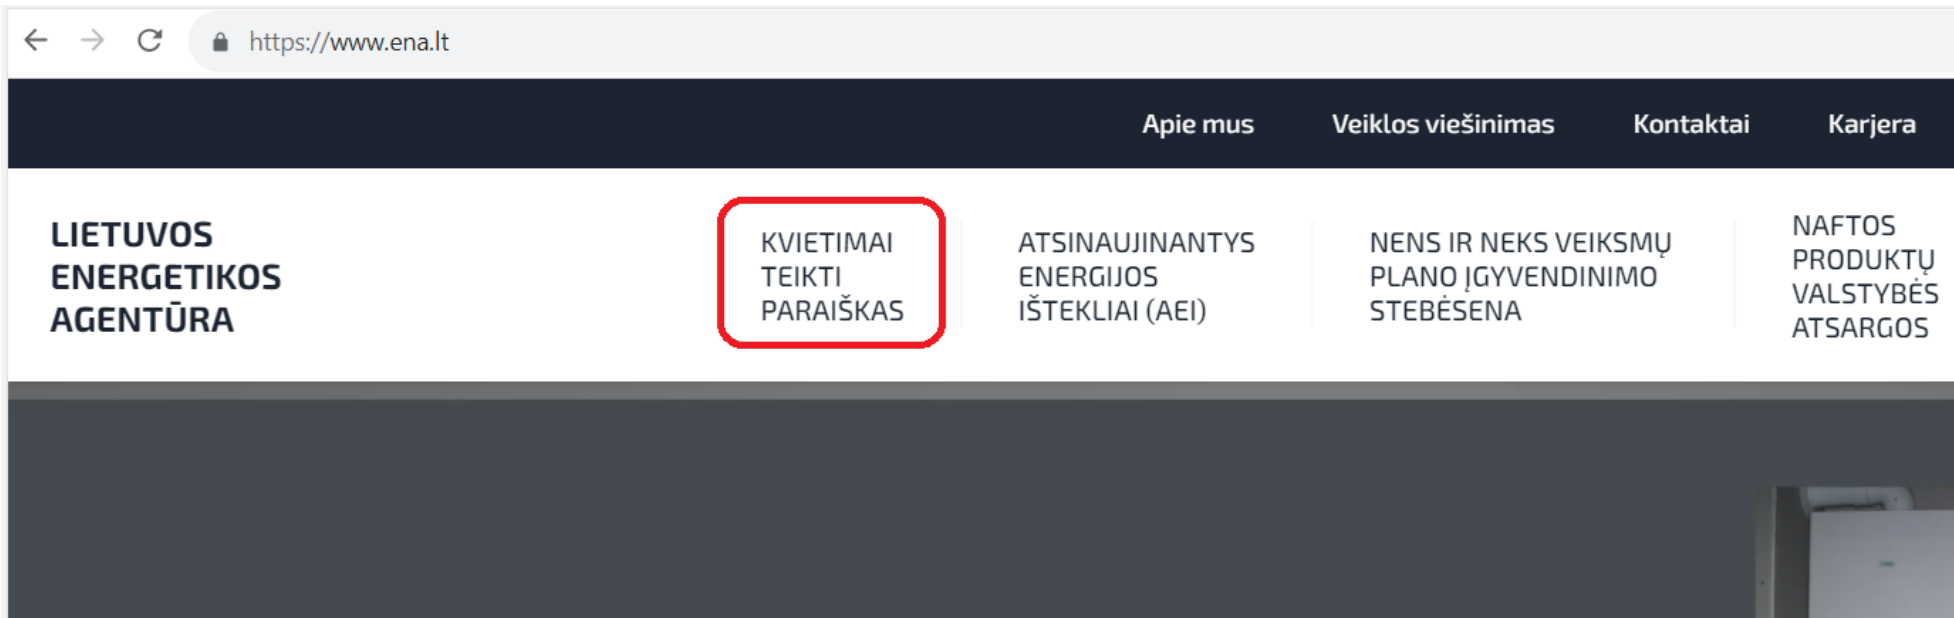 https://www.ena.lt
Apie mus Veiklos viešinimas Kontaktai Karjera
LIETUVOS
ENERGETIKOS
AGENTŪRA
KVIETIMAI
TEIKTI
PARAIŠKAS
ATSINAUJINANTYS
ENERGIJOS
IŠTEKLIAI (AEI)
NENS IR NEKS VEIKSMŲ
PLANO ĮGYVENDINIMO
STEBĖSENA
NAFTOS
PRODUKTŲ
VALSTYBĖS
ATSARGOS